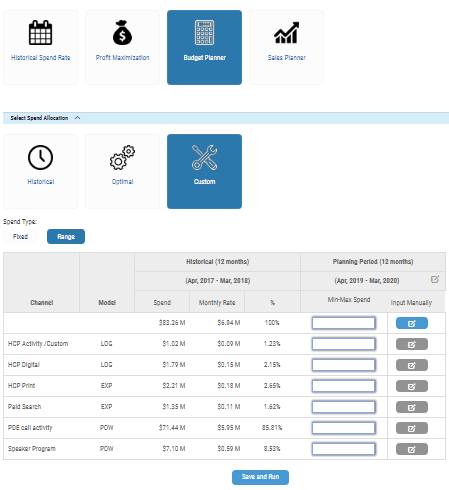 Historical Spend Rate Profit Maximization Budget Planner Sales Planner
Select Spend Allocation
Historical Optimal Custom
Spend Type:
Fixed Range
Historical (12 months) Planning Period (12 months)
(Apr, 2017 - Mar, 2018) (Apr, 2019 - Mar, 2020)
Channel Model Spend Monthly Rate % Min-Max Spend Input Manually
$83.26 M $6.94 M 100%
HCP Activity /Custom LOG $1.02 M $0.09 M 1.23%
HCP Digital LOG $1.79 M $0.15 M 2.15%
HCP Print EXP $2.21 M $0.18 M 2.65%
Paid Search EXP $1.35 M $0.11 M 1.62%
PDE call activity POW $71.44 M $5.95 M 85.81%
Speaker Program POW $7.10 M $0.59 M 8.53%
Save and Run